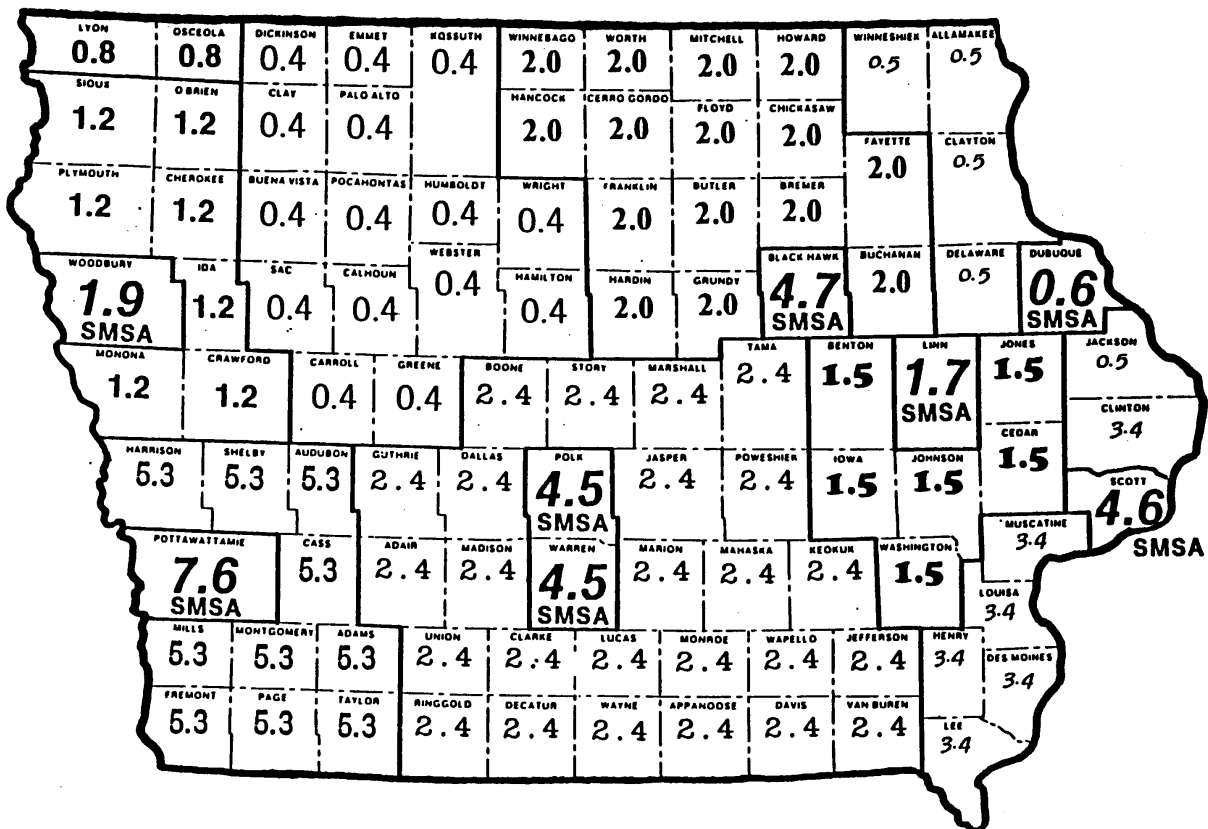 LYON OSCEOLA DICKINSON EMMET KOSSUTH WINNEBAGO WORTH MITCHELL HOWARD WINNESHIEK ALLAMAKEE
0.8 0.8 0.4 0.4 0.4 2.0 2.0 2.0 2.0 0.5 0.5
SIOUX O BRIEN CLAY PALO ALTO HANCOCK CERRO GORDO FLOYD CHICKASAW
1.2 1.2 0.4 0.4 2.0 2.0 2.0 2.0
FAYETTE CLAYTON
2.0 0.5
PLYMOUTH CHEROKEE BUENA VISTA POCAHONTAS HUMBOLDT WRIGHT FRANKLIN BUTLER BREMER
1.2 1.2 0.4 0.4 0.4 0.4 2.0 2.0 2.0
WOODBURY IDA SAC CALHOUN WEBSTER HAMILTON HARDIN GRUNDY BLACK HAWK BUCHANAN DELAWARE DUBUQUE
1.9 1.2 0.4 0.4 0.4 0.4 2.0 2.0 4.7 2.0 0.5 0.6
SMSA SMSA SMSA
MONONA CRAWFORD CARROLL GREENE BOONE STORY MARSHALL TAMA BENTON LINN JONES JACKSON
1.2 1.2 0.4 0.4 2.4 2.4 2.4 2.4 1.5 1.7 1.5 0.5
SMSA
CLINTON
3.4
HARRISON SHELBY AUDUBON GUTHRIE DALLAS POLK JASPER POWESHIEK IOWA JOHNSON CEDAR SCOTT
5.3 5.3 5.3 2.4 2.4 4.5 2.4 2.4 1.5 1.5 1.5 4.6
SMSA SMSA
POTTAWATTAMIE CASS ADAIR MADISON WARREN MARION MAHASKA KEOKUK WASHINGTON MUSCATINE
7.6 5.3 2.4 2.4 4.5 2.4 2.4 2.4 1.5 3.4
SMSA SMSA
LOUISA
3.4
MILLS MONTGOMERY ADAMS UNION CLARKE LUCAS MONROE WAPELLO JEFFERSON HENRY DES MOINES
5.3 5.3 5.3 2.4 2.4 2.4 2.4 2.4 2.4 3.4 3.4
FREMONT PAGE TAYLOR RINGGOLD DECATUR WAYNE APPANOOSE DAVIS VAN BUREN LEE
5.3 5.3 5.3 2.4 2.4 2.4 2.4 2.4 2.4 3.4